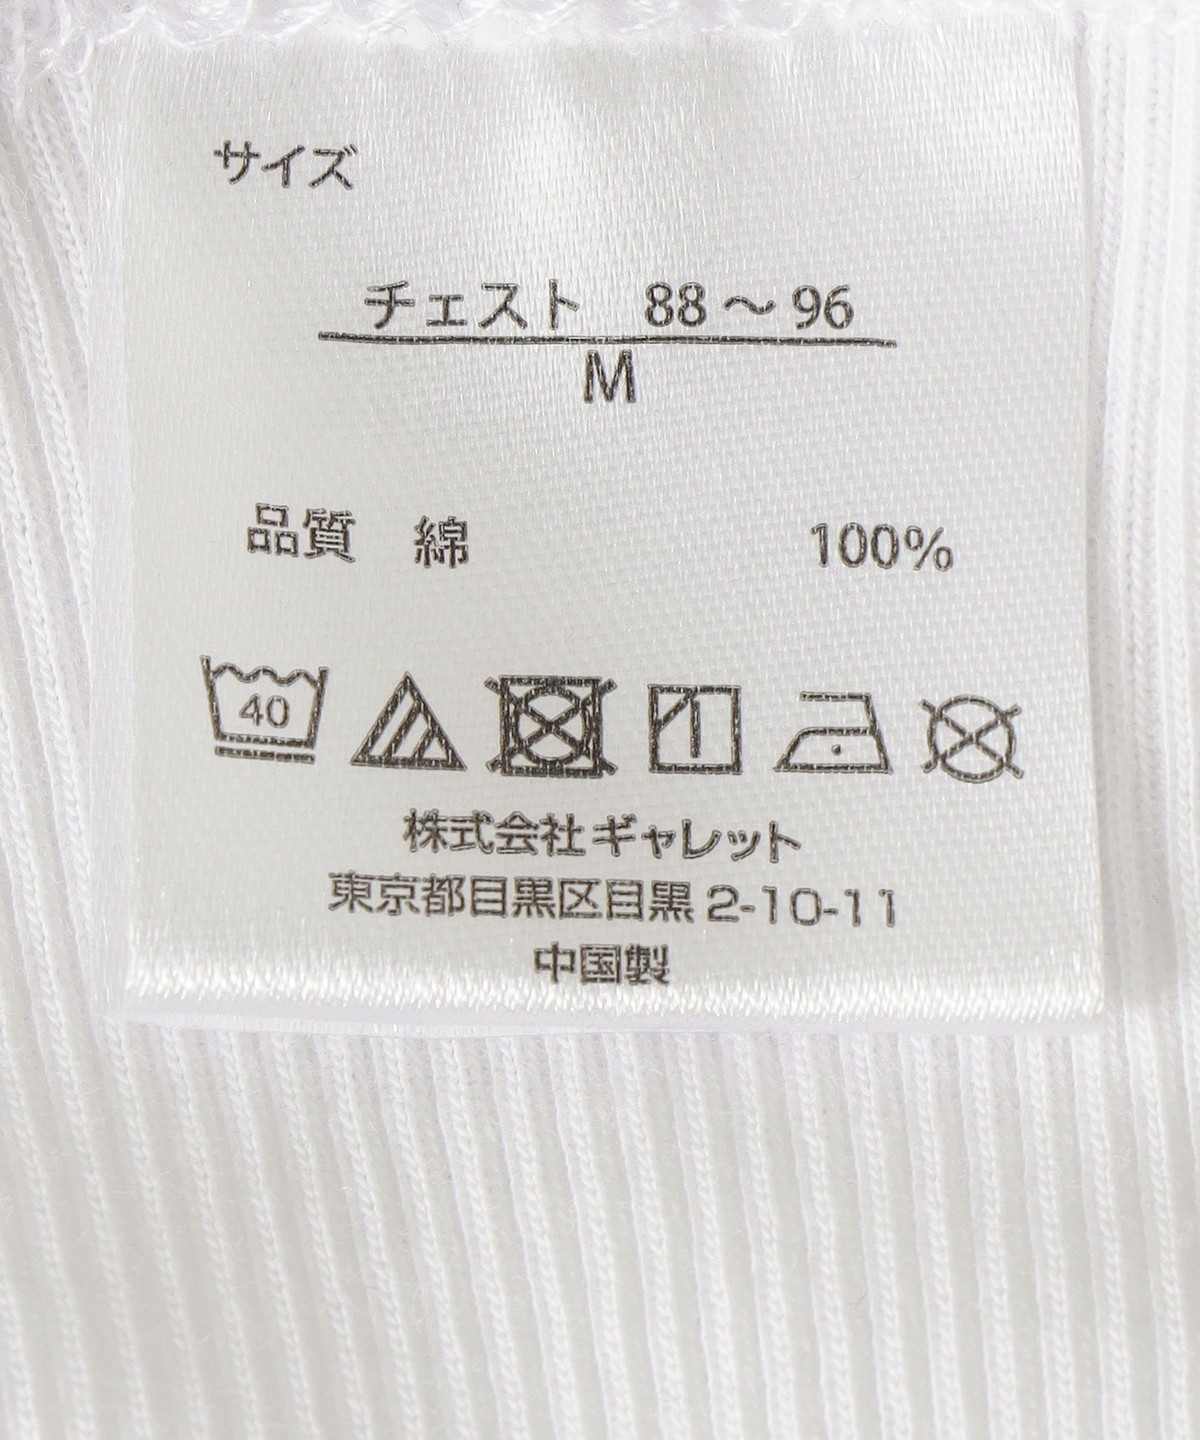 サイズ
チェスト 88～96
M
品質 綿 100%
40
株式会社ギャレット
東京都目黒区目黒2-10-11
中国製